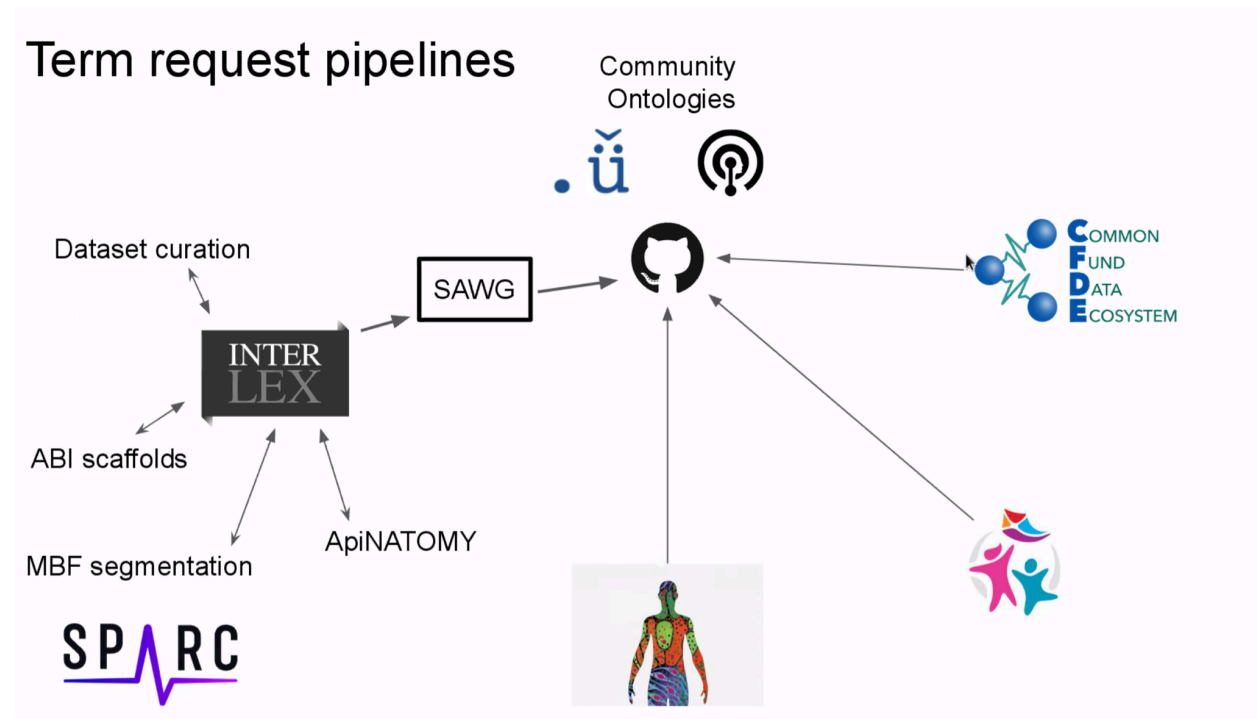 Term request pipelines
Community
Ontologies
.ǚ
Dataset curation
SAWG
COMMON
FUND
DATA
ECOSYSTEM
INTER
LEX
ABI scaffolds
ApiNATOMY
MBF segmentation
SPARC